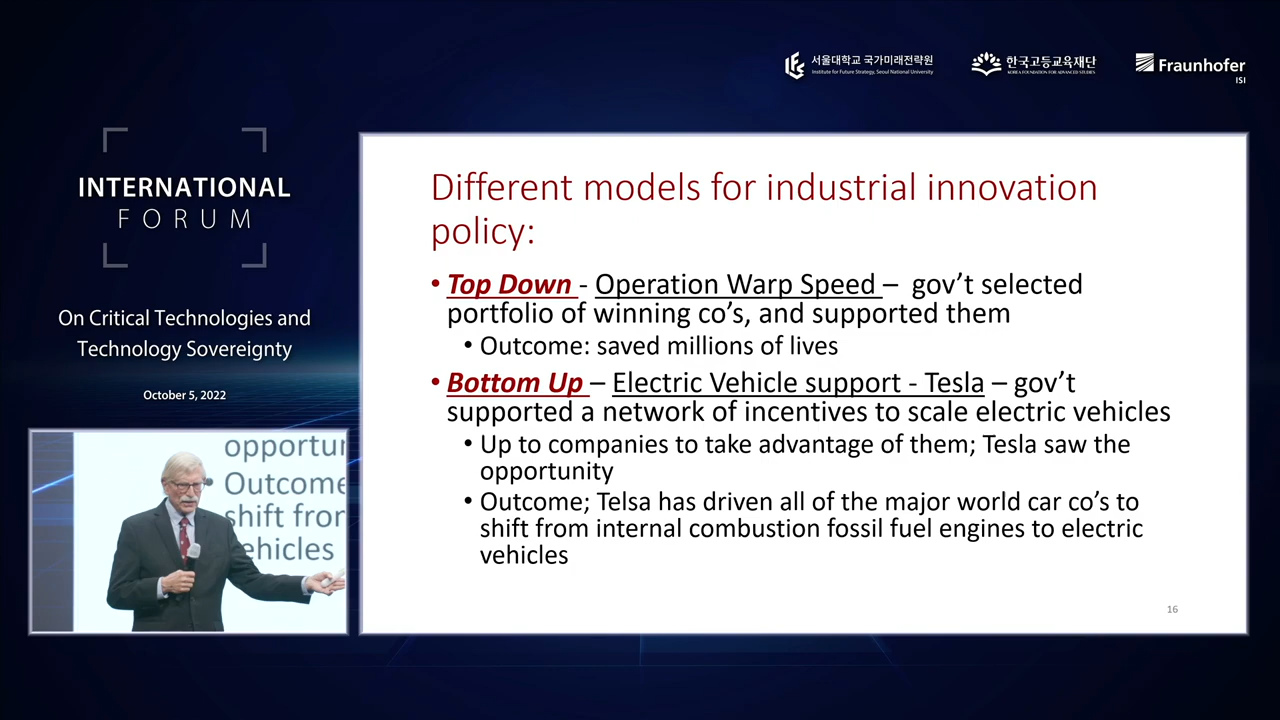 서울대학교 국가미래전략원
Institute for Future Strategy, Seoul National University
한국고등교육재단
KOREA FOUNDATION FOR ADVANCED STUDIES
Fraunhofer
ISI
INTERNATIONAL
FORUM
On Critical Technologies and
Technology Sovereignty
October 5, 2022
Different models for industrial innovation
policy:
• Top Down - Operation Warp Speed – gov't selected
portfolio of winning co's, and supported them
• Outcome: saved millions of lives
• Bottom Up – Electric Vehicle support - Tesla – gov't
supported a network of incentives to scale electric vehicles
• Up to companies to take advantage of them; Tesla saw the
opportunity
• Outcome; Telsa has driven all of the major world car co's to
shift from internal combustion fossil fuel engines to electric
vehicles
16
opportun
Outcome
shift from
vehicles